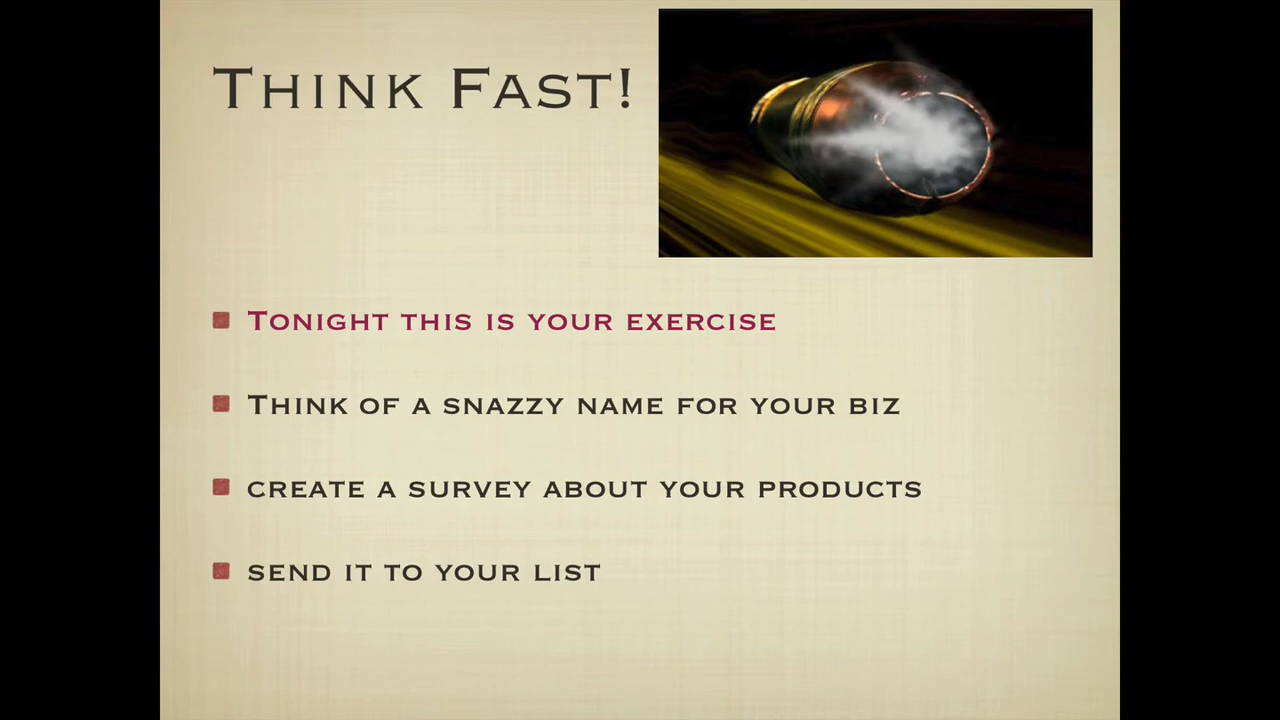 Think Fast!
Tonight this is your exercise
Think of a snazzy name for your biz
create a survey about your products
send it to your list